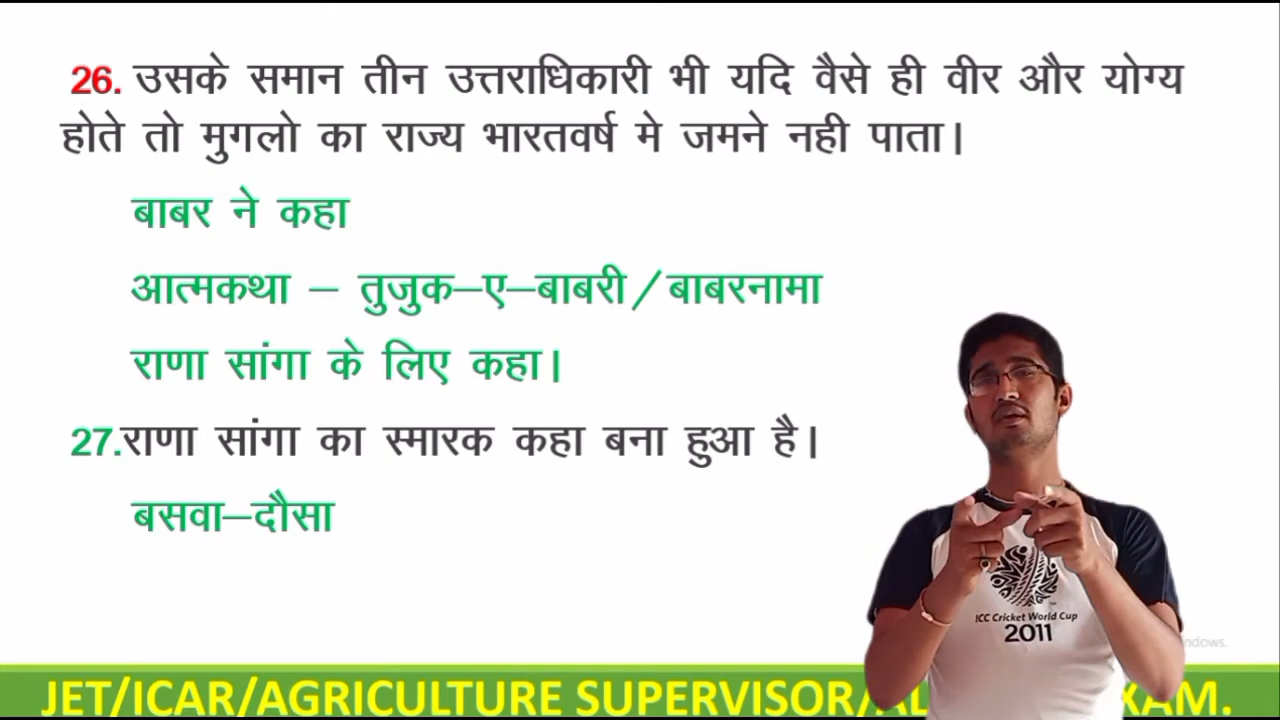 26. उसके समान तीन उत्तराधिकारी भी यदि वैसे ही वीर और योग्य
होते तो मुगलो का राज्य भारतवर्ष मे जमने नही पाता।
बाबर ने कहा
आत्मकथा – तुजुक–ए–बाबरी/बाबरनामा
राणा सांगा के लिए कहा।
27.राणा सांगा का स्मारक कहा बना हुआ है।
बसवा–दौसा
ICC Cricket World Cup
2011
JET/ICAR/AGRICULTURE SUPERVISOR/